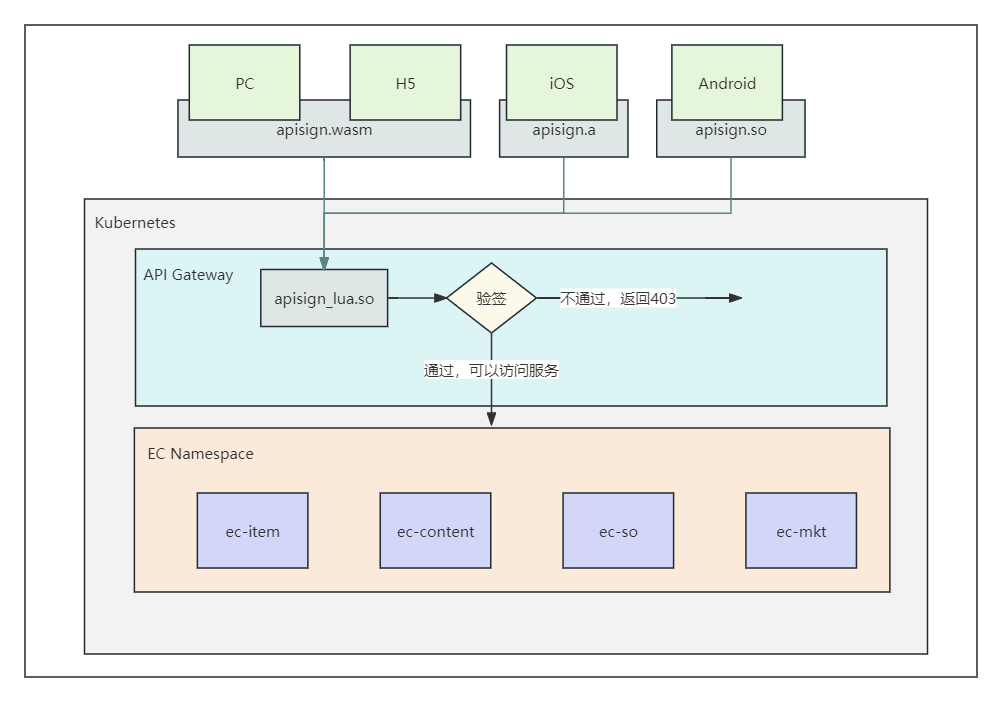 PC
H5
iOS
Android
apisign.wasm
apisign.a
apisign.so
Kubernetes
API Gateway
apisign_lua.so
验签
不通过，返回403
通过，可以访问服务
EC Namespace
ec-item
ec-content
ec-so
ec-mkt